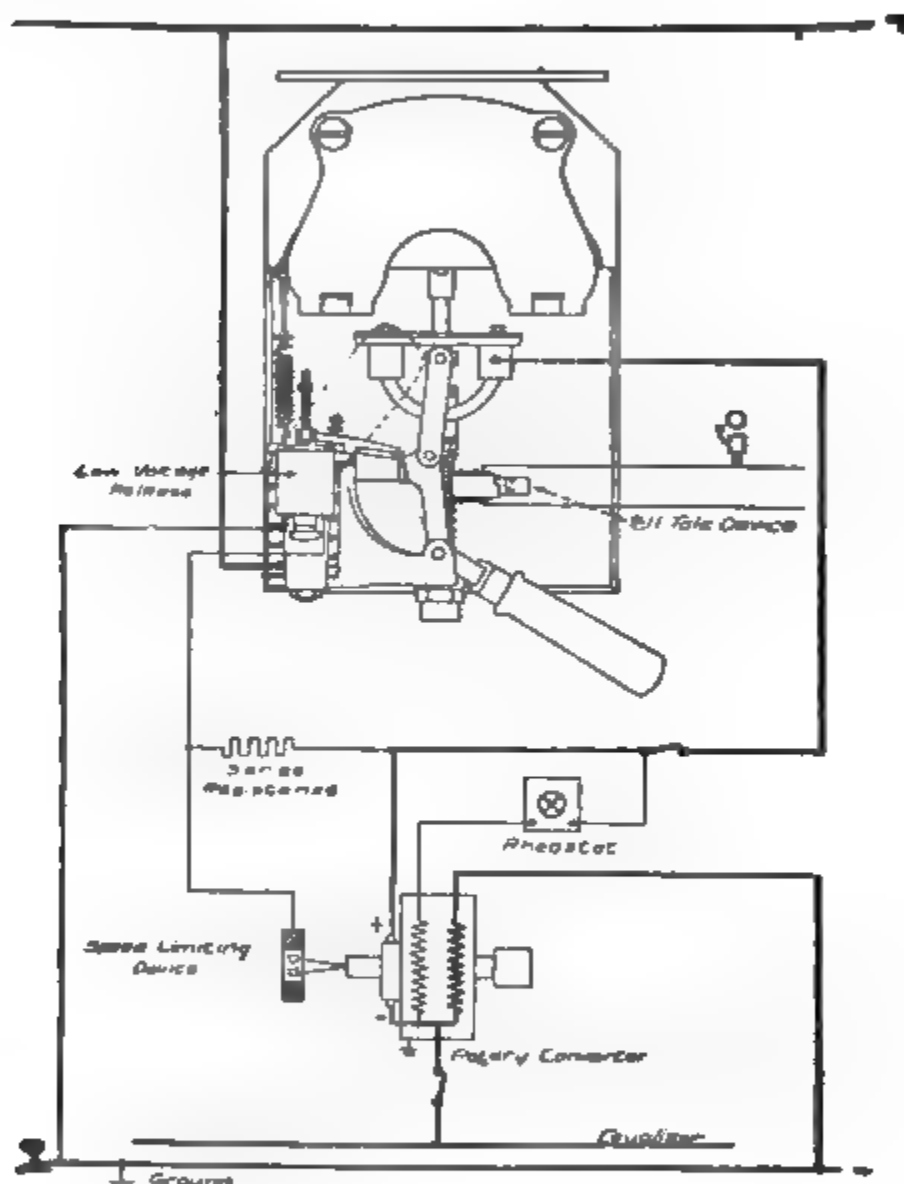 Low Voltage
Release
Bell Tale Device
Series
Resistance
Rheostat
Speed Limiting
Device
+
-
Rotary Converter
Equalizer
Ground